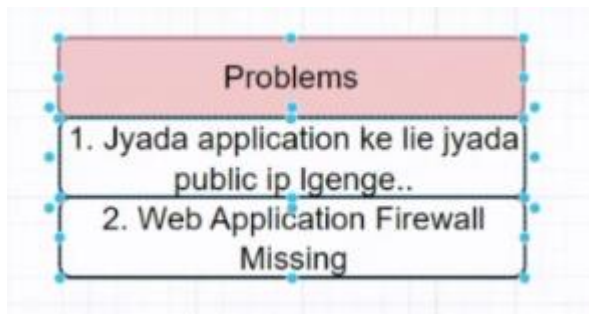 Problems
1. Jyada application ke lie jyada
public ip lgenge..
2. Web Application Firewall
Missing